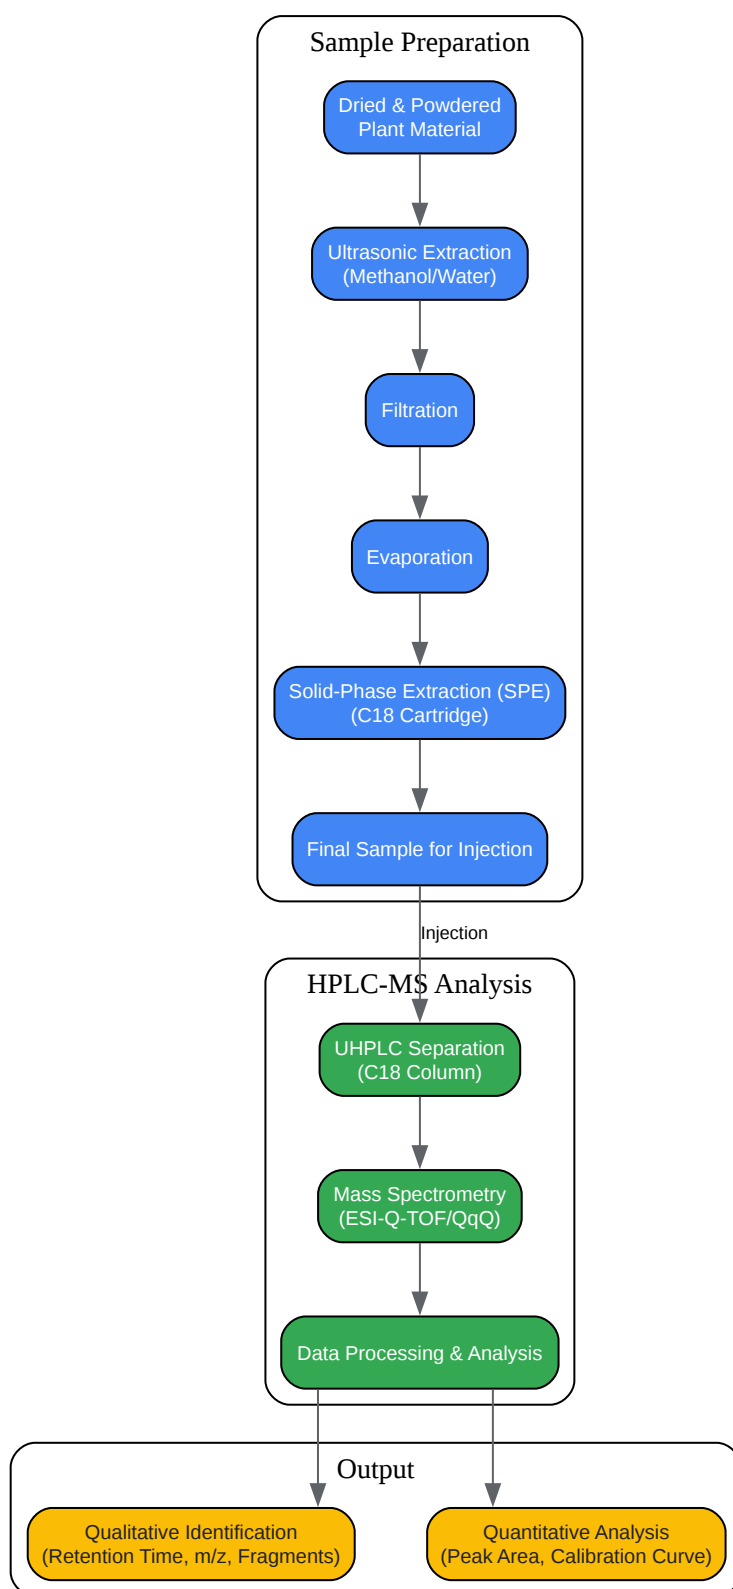 Sample Preparation
Dried & Powdered
Plant Material
Ultrasonic Extraction
(Methanol/Water)
Filtration
Evaporation
Solid-Phase Extraction (SPE)
(C18 Cartridge)
Final Sample for Injection
Injection
HPLC-MS Analysis
UHPLC Separation
(C18 Column)
Mass Spectrometry
(ESI-Q-TOF/QqQ)
Data Processing & Analysis
Output
Qualitative Identification
(Retention Time, m/z, Fragments)
Quantitative Analysis
(Peak Area, Calibration Curve)